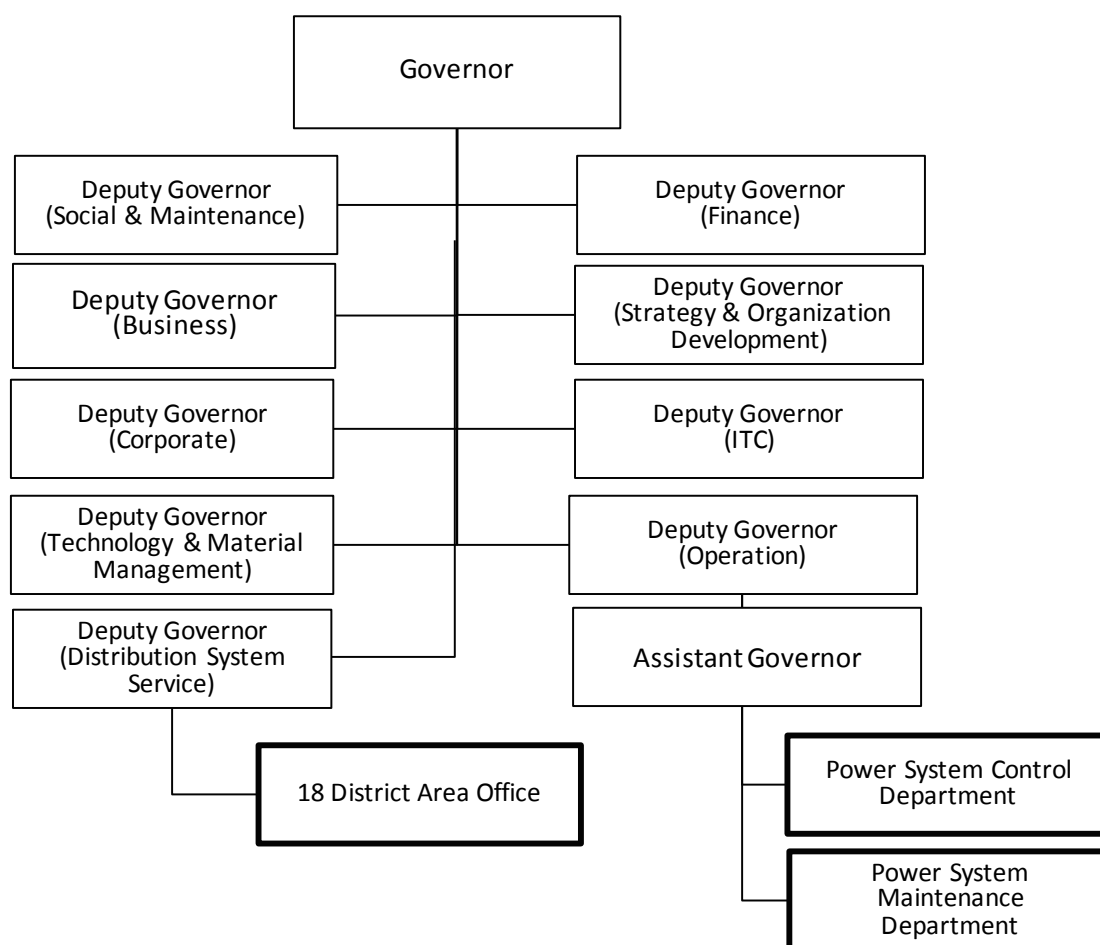 Governor
Deputy Governor
(Social & Maintenance)
Deputy Governor
(Finance)
Deputy Governor
(Business)
Deputy Governor
(Strategy & Organization
Development)
Deputy Governor
(Corporate)
Deputy Governor
(ITC)
Deputy Governor
(Technology & Material
Management)
Deputy Governor
(Operation)
Deputy Governor
(Distribution System
Service)
Assistant Governor
18 District Area Office
Power System Control
Department
Power System
Maintenance
Department